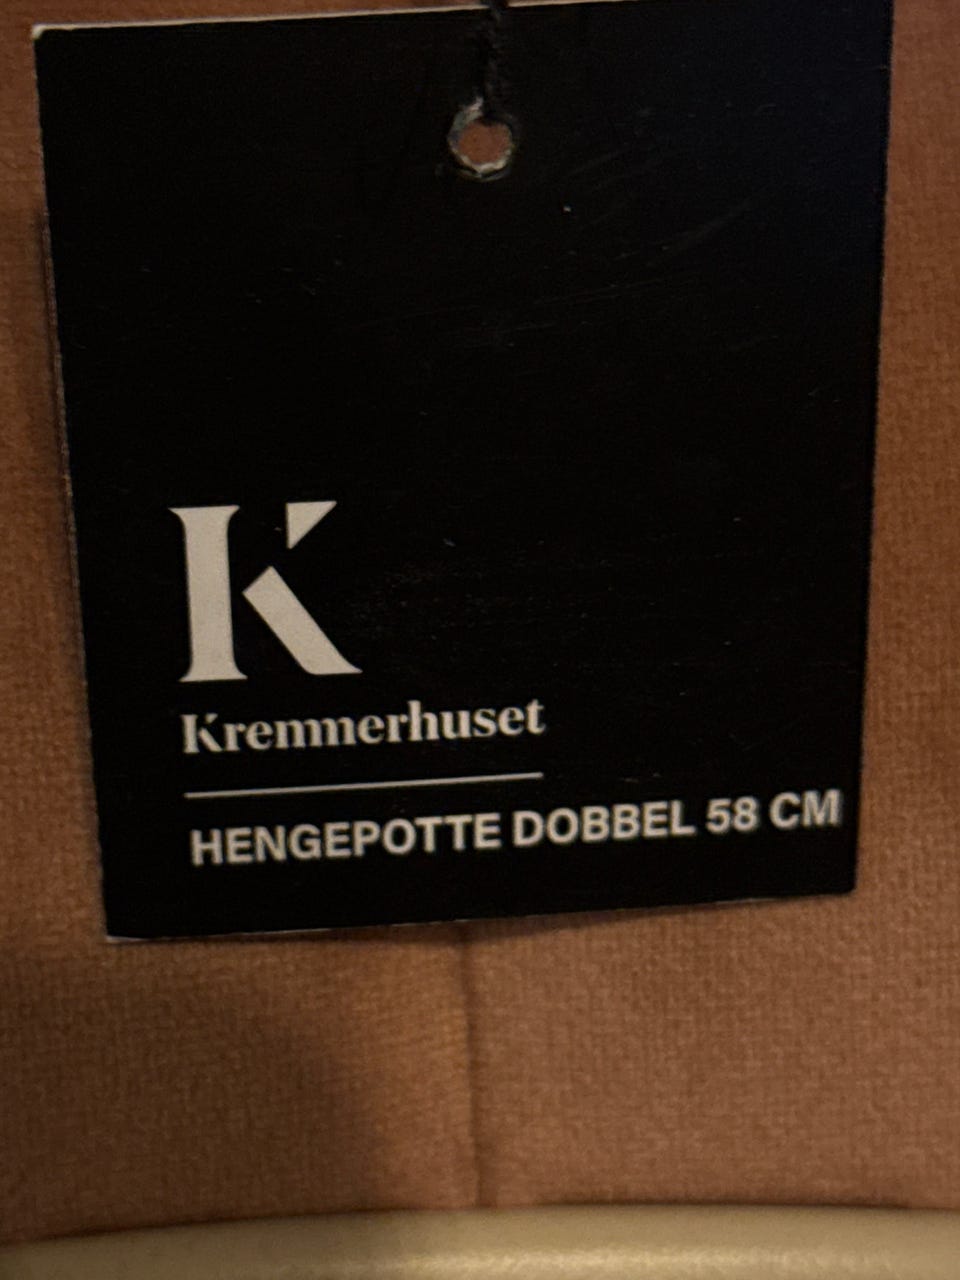 K
Kremmerhuset
HENGEPOTTE DOBBEL 58 CM